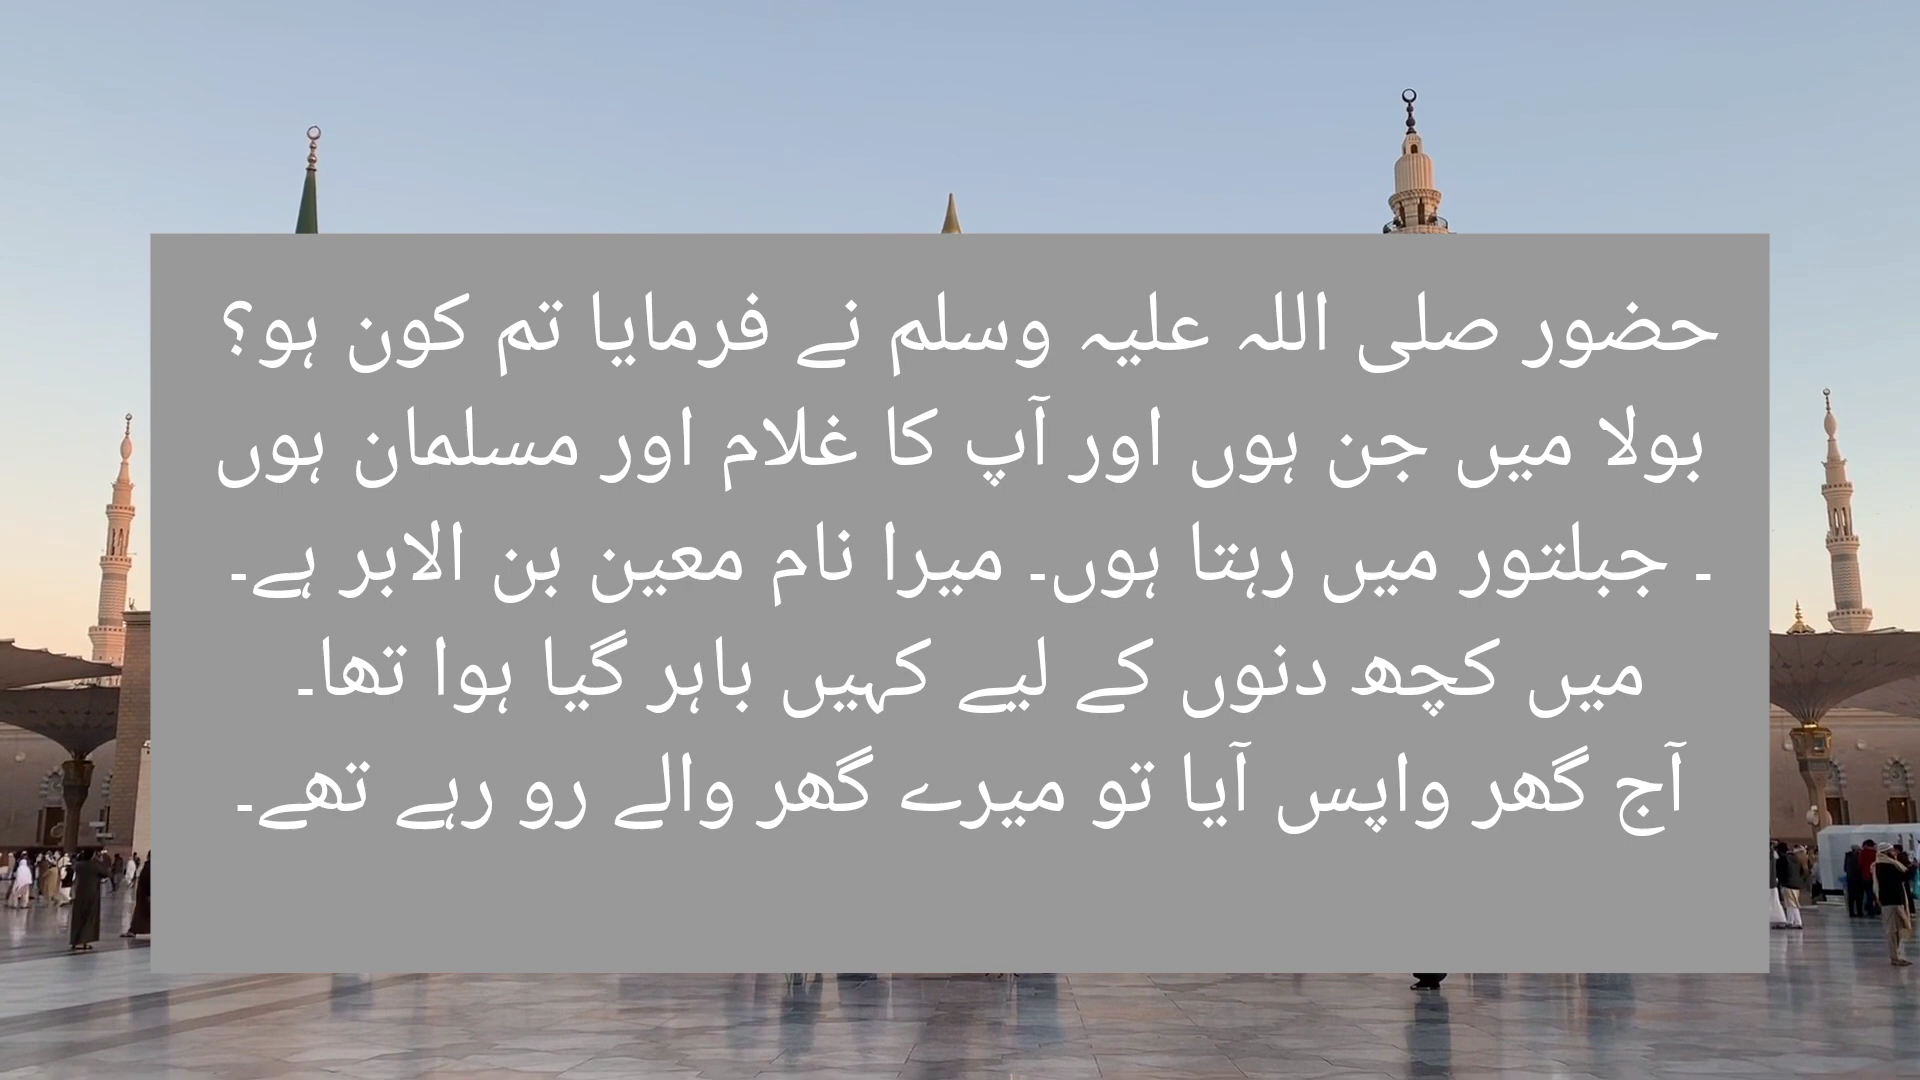 حضور صلی اللہ علیہ وسلم نے فرمایا تم کون ہو؟
بولا میں جن ہوں اور آپ کا غلام اور مسلمان ہوں
۔ جبلتور میں رہتا ہوں۔ میرا نام معین بن الابر ہے۔
میں کچھ دنوں کے لیے کہیں باہر گیا ہوا تھا۔
آج گھر واپس آیا تو میرے گھر والے رو رہے تھے۔